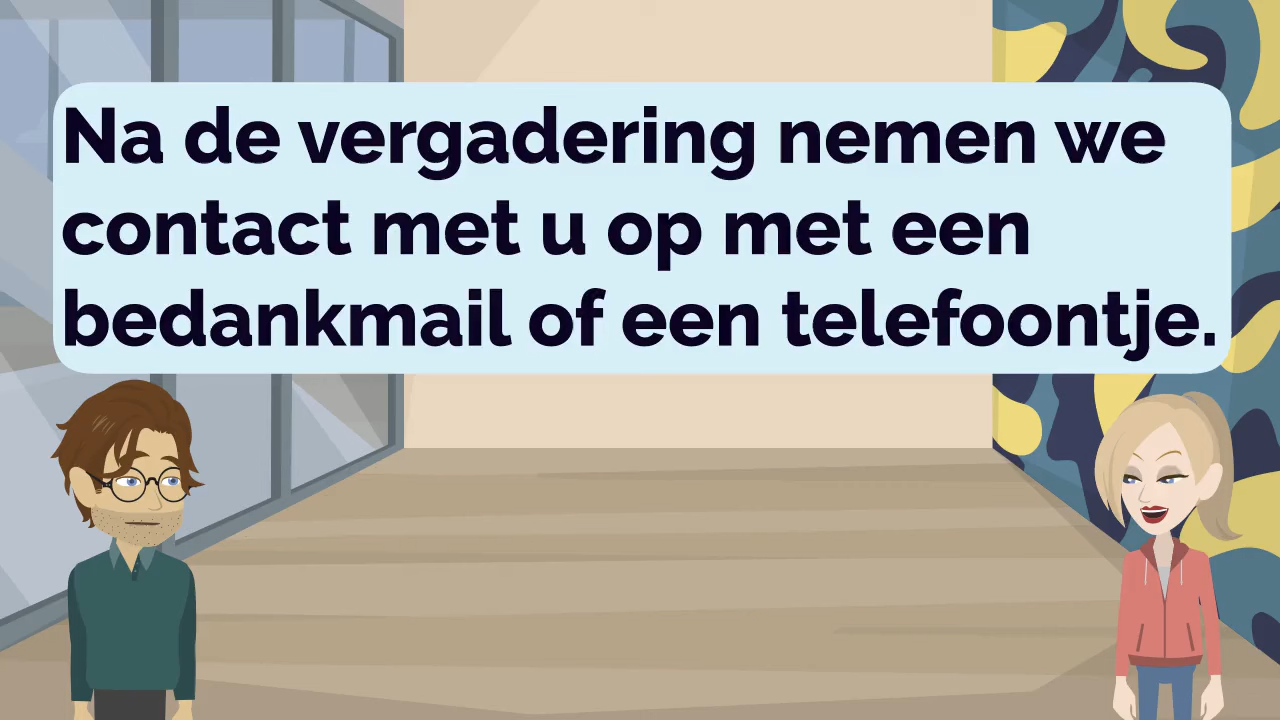 Na de vergadering nemen we
contact met u op met een
bedankmail of een telefoontje.